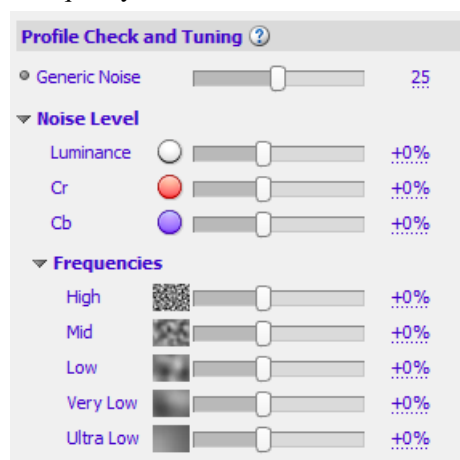 Profile Check and Tuning ?
Generic Noise 25
Noise Level
Luminance +0%
Cr +0%
Cb +0%
Frequencies
High +0%
Mid +0%
Low +0%
Very Low +0%
Ultra Low +0%